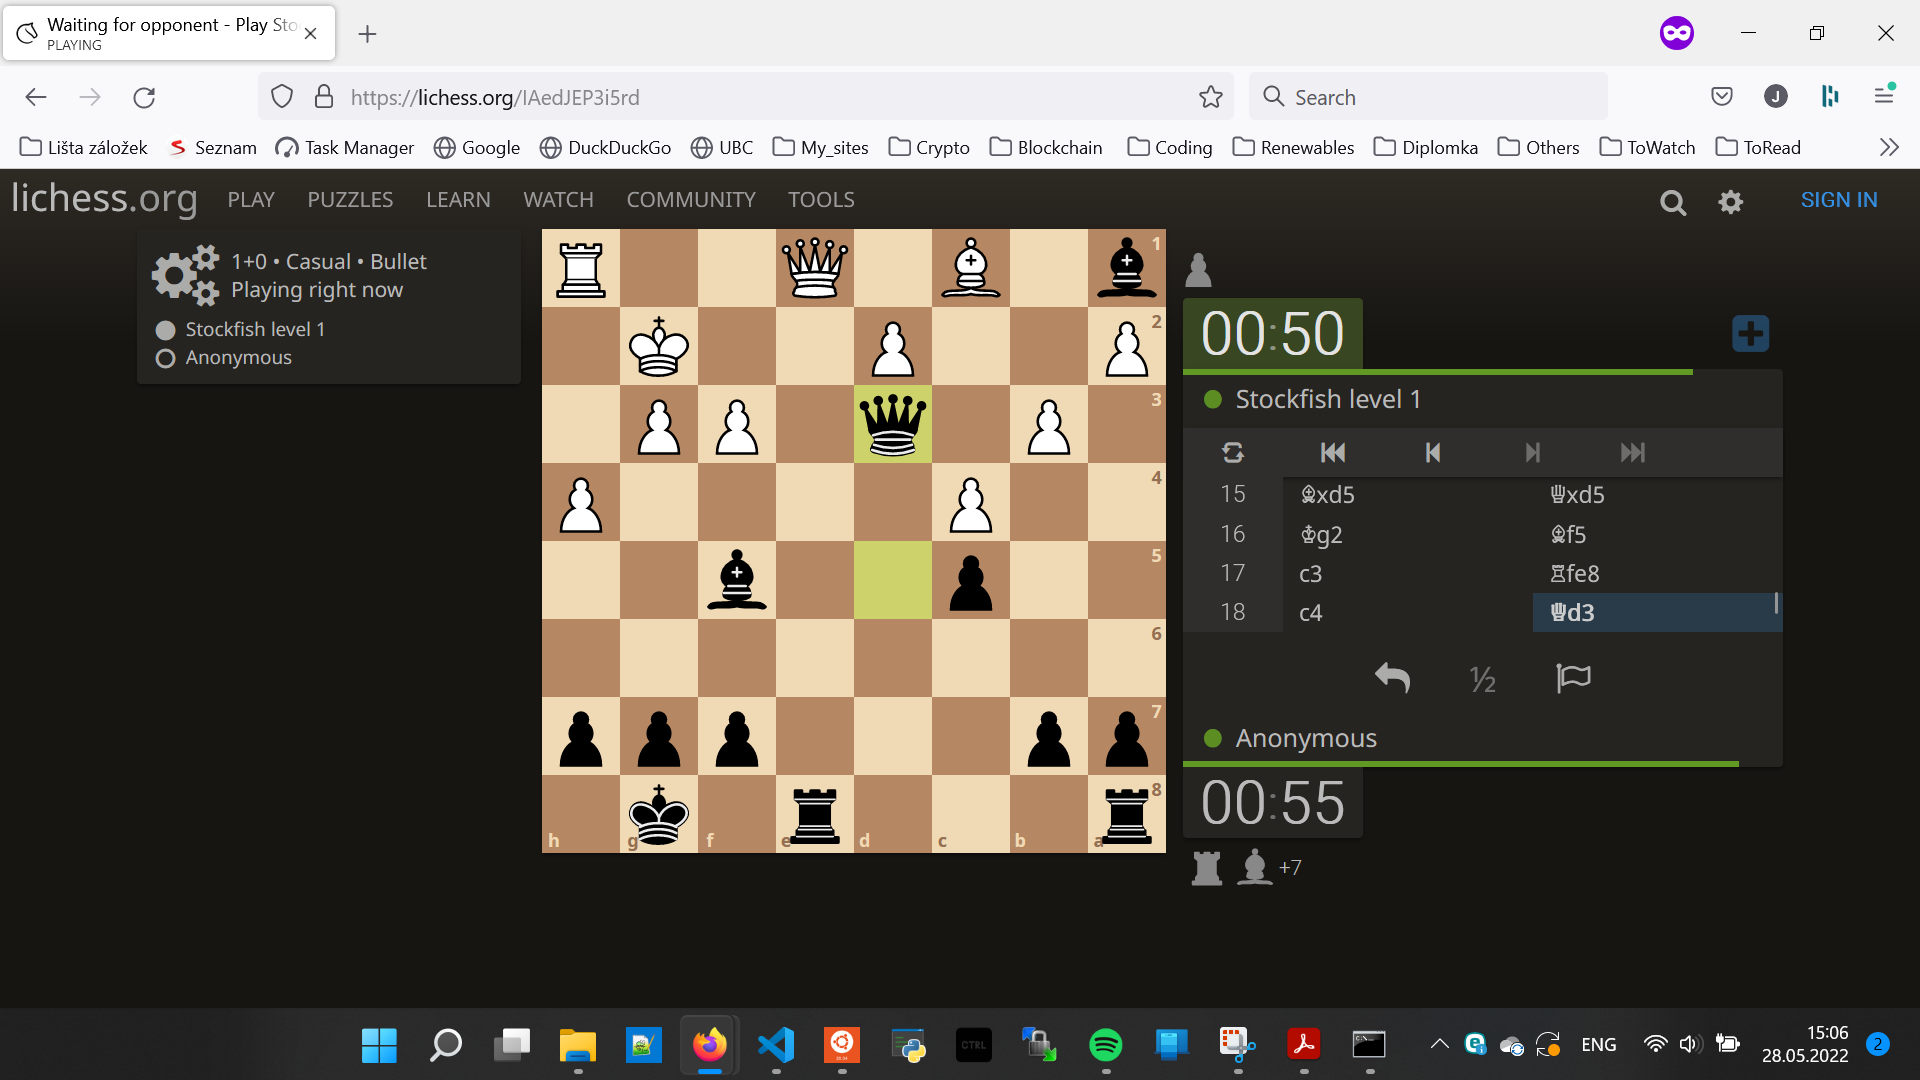 Waiting for opponent - Play Sto
PLAYING
https://lichess.org/IAedJEP3i5rd
Search
J
Lišta záložek Seznam Task Manager Google DuckDuckGo UBC My_sites Crypto Blockchain Coding Renewables Diplomka Others ToWatch ToRead
lichess.org PLAY PUZZLES LEARN WATCH COMMUNITY TOOLS SIGN IN
1+0 • Casual • Bullet
Playing right now
Stockfish level 1
Anonymous
1
2
3
4
5
6
7
8
h g f e d c b a
00:50
Stockfish level 1
15 ♗xd5 ♕xd5
16 ♔g2 ♗f5
17 c3 ♖fe8
18 c4 ♕d3
½
Anonymous
00:55
+7
CTRL
ENG
15:06
28.05.2022
2